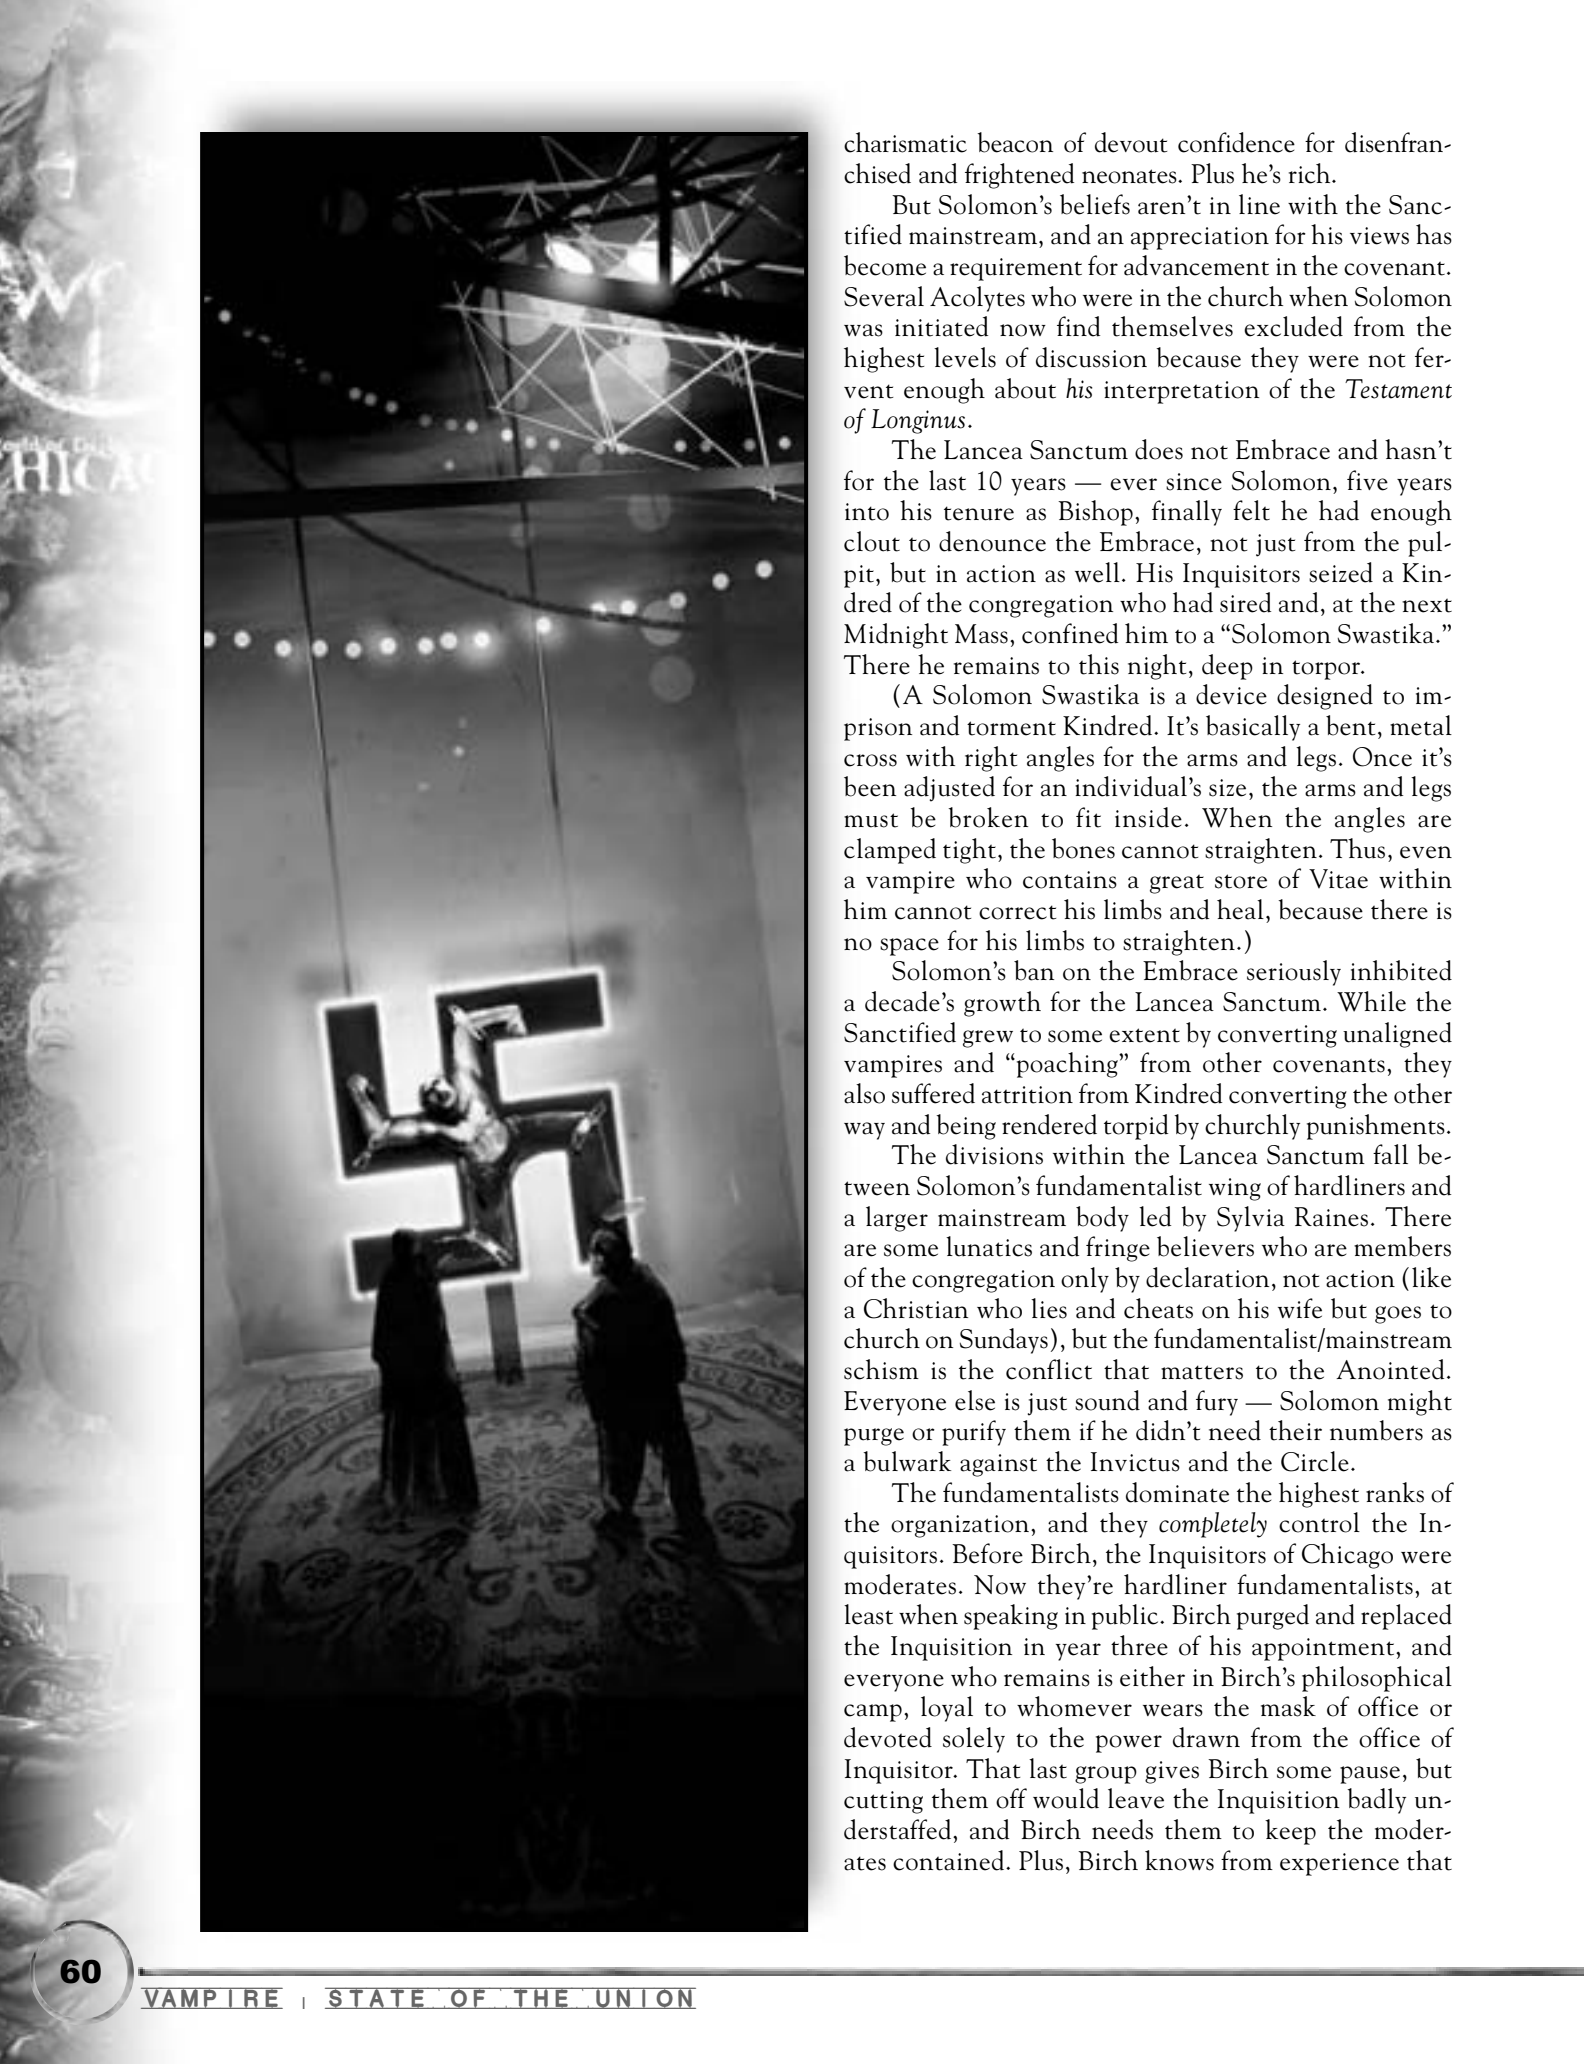 World of Darkness
CHICA
charismatic beacon of devout confidence for disenfran-
chised and frightened neonates. Plus he’s rich.
But Solomon’s beliefs aren’t in line with the Sanc-
tified mainstream, and an appreciation for his views has
become a requirement for advancement in the covenant.
Several Acolytes who were in the church when Solomon
was initiated now find themselves excluded from the
highest levels of discussion because they were not fer-
vent enough about his interpretation of the Testament
of Longinus.
The Lancea Sanctum does not Embrace and hasn’t
for the last 10 years — ever since Solomon, five years
into his tenure as Bishop, finally felt he had enough
clout to denounce the Embrace, not just from the pul-
pit, but in action as well. His Inquisitors seized a Kin-
dred of the congregation who had sired and, at the next
Midnight Mass, confined him to a “Solomon Swastika.”
There he remains to this night, deep in torpor.
(A Solomon Swastika is a device designed to im-
prison and torment Kindred. It’s basically a bent, metal
cross with right angles for the arms and legs. Once it’s
been adjusted for an individual’s size, the arms and legs
must be broken to fit inside. When the angles are
clamped tight, the bones cannot straighten. Thus, even
a vampire who contains a great store of Vitae within
him cannot correct his limbs and heal, because there is
no space for his limbs to straighten.)
Solomon’s ban on the Embrace seriously inhibited
a decade’s growth for the Lancea Sanctum. While the
Sanctified grew to some extent by converting unaligned
vampires and “poaching” from other covenants, they
also suffered attrition from Kindred converting the other
way and being rendered torpid by churchly punishments.
The divisions within the Lancea Sanctum fall be-
tween Solomon’s fundamentalist wing of hardliners and
a larger mainstream body led by Sylvia Raines. There
are some lunatics and fringe believers who are members
of the congregation only by declaration, not action (like
a Christian who lies and cheats on his wife but goes to
church on Sundays), but the fundamentalist/mainstream
schism is the conflict that matters to the Anointed.
Everyone else is just sound and fury — Solomon might
purge or purify them if he didn’t need their numbers as
a bulwark against the Invictus and the Circle.
The fundamentalists dominate the highest ranks of
the organization, and they completely control the In-
quisitors. Before Birch, the Inquisitors of Chicago were
moderates. Now they’re hardliner fundamentalists, at
least when speaking in public. Birch purged and replaced
the Inquisition in year three of his appointment, and
everyone who remains is either in Birch’s philosophical
camp, loyal to whomever wears the mask of office or
devoted solely to the power drawn from the office of
Inquisitor. That last group gives Birch some pause, but
cutting them off would leave the Inquisition badly un-
derstaffed, and Birch needs them to keep the moder-
ates contained. Plus, Birch knows from experience that
60
VAMPIRE | STATE OF THE UNION